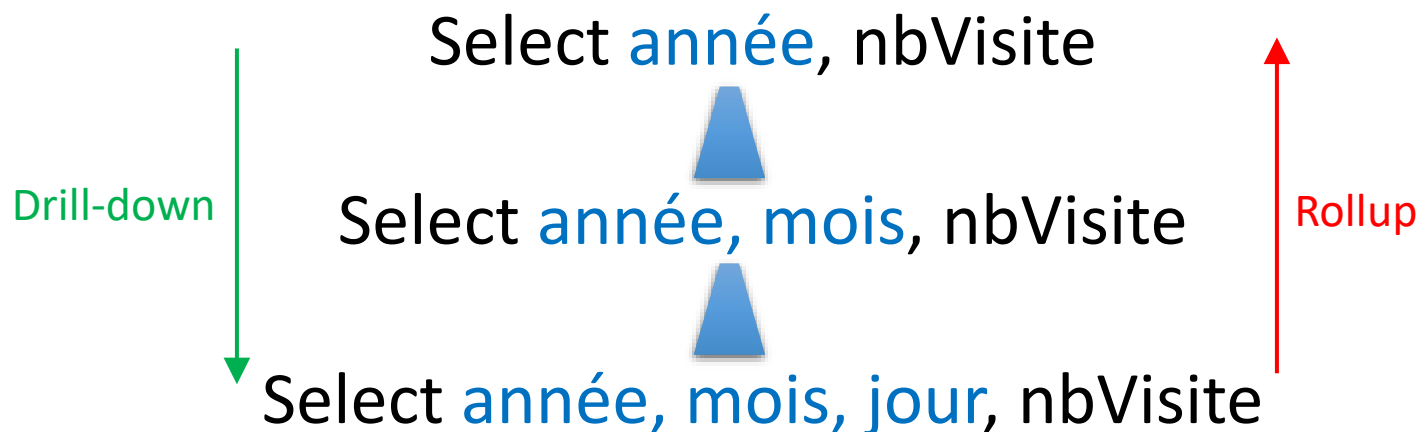 Select année, nbVisite
Drill-down
Select année, mois, nbVisite
Rollup
Select année, mois, jour, nbVisite